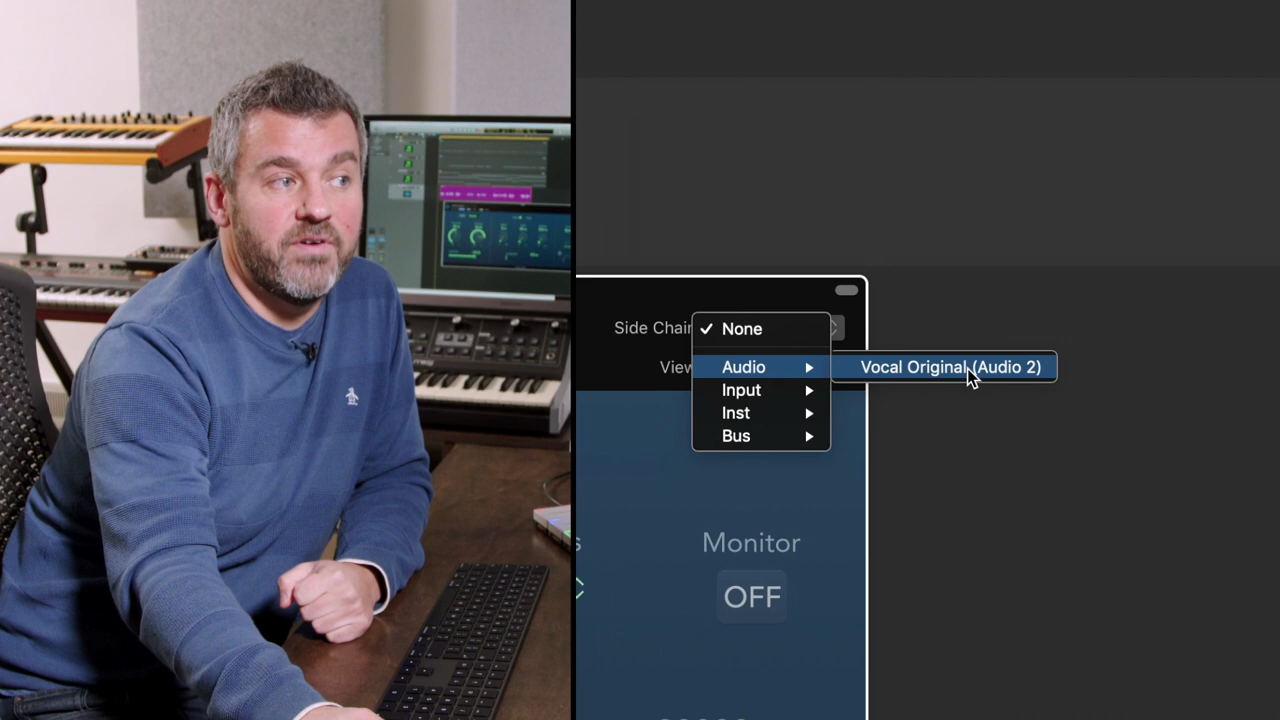 Side Chain
None
View
Audio
Vocal Original (Audio 2)
Input
Inst
Bus
Monitor
OFF